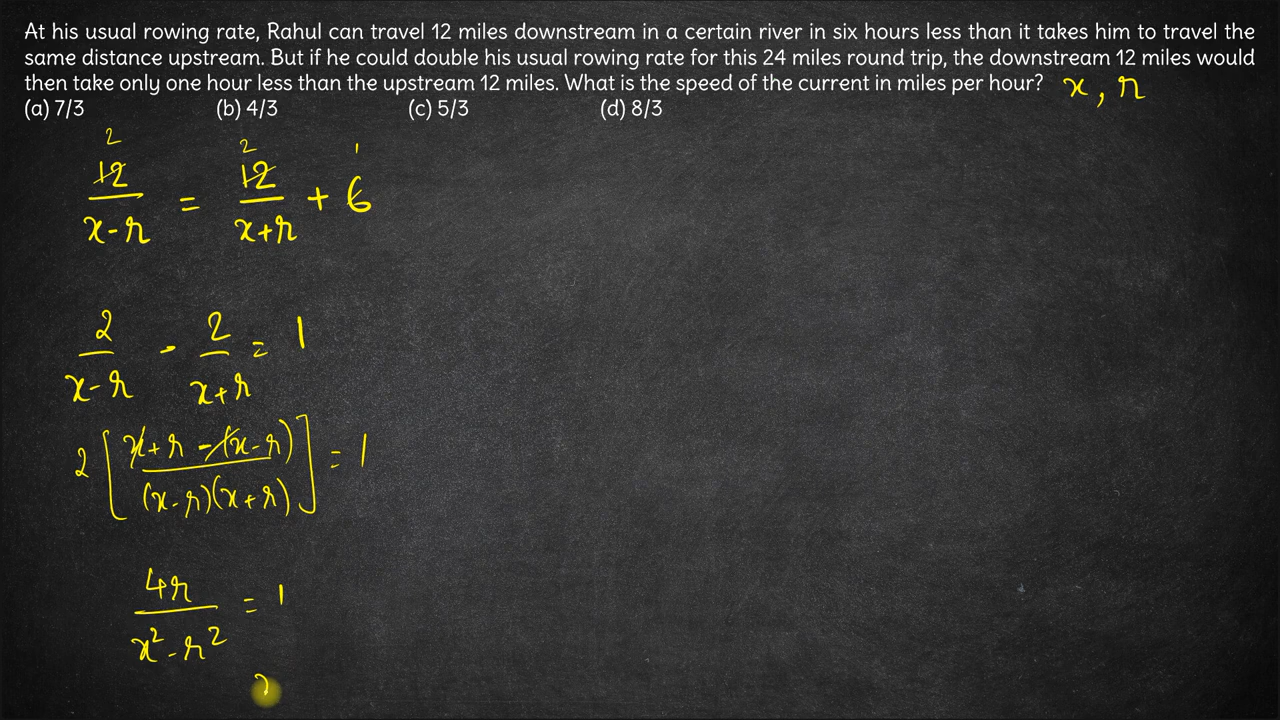 At his usual rowing rate, Rahul can travel 12 miles downstream in a certain river in six hours less than it takes him to travel the
same distance upstream. But if he could double his usual rowing rate for this 24 miles round trip, the downstream 12 miles would
then take only one hour less than the upstream 12 miles. What is the speed of the current in miles per hour? x, r
(a) 7/3 (b) 4/3 (c) 5/3 (d) 8/3
2 2 1
12/(x-r) = 12/(x+r) + 6
2/(x-r) - 2/(x+r) = 1
2 [ (x+r - (x-r)) / ((x-r)(x+r)) ] = 1
4r/(x² - r²) = 1